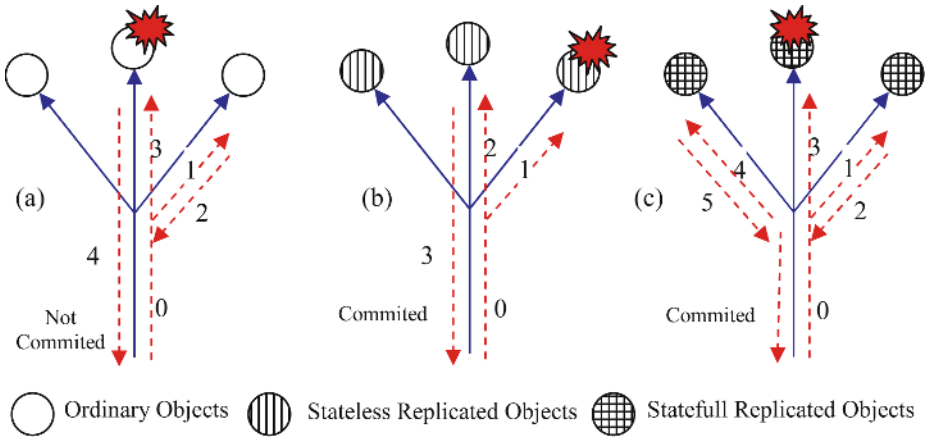 3
1
2
(a)
4
0
Not
Commited
2
1
(b)
3
0
Commited
3
1
4
2
5
(c)
0
Commited
Ordinary Objects
Stateless Replicated Objects
Statefull Replicated Objects